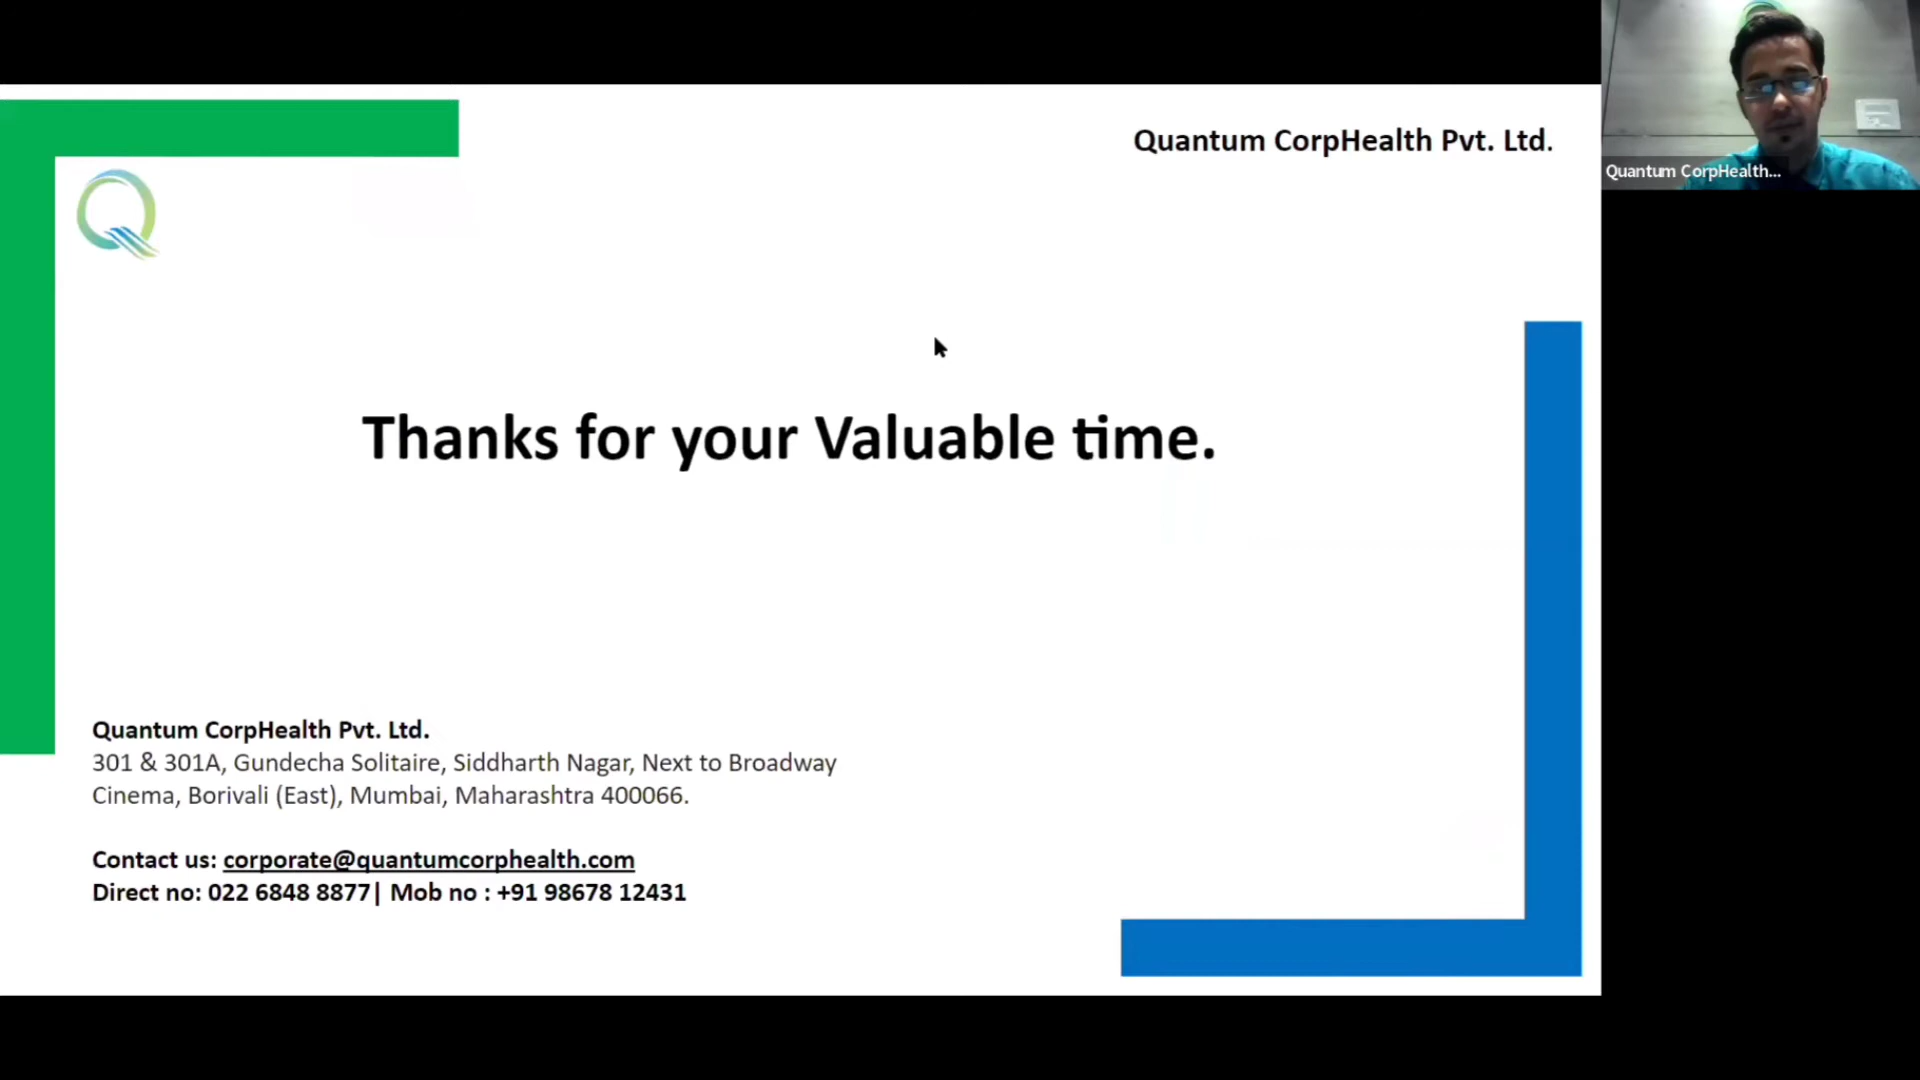 Quantum CorpHealth Pvt. Ltd.
Quantum CorpHealth...
Thanks for your Valuable time.
Quantum CorpHealth Pvt. Ltd.
301 & 301A, Gundecha Solitaire, Siddharth Nagar, Next to Broadway
Cinema, Borivali (East), Mumbai, Maharashtra 400066.
Contact us: corporate@quantumcorphealth.com
Direct no: 022 6848 8877| Mob no : +91 98678 12431